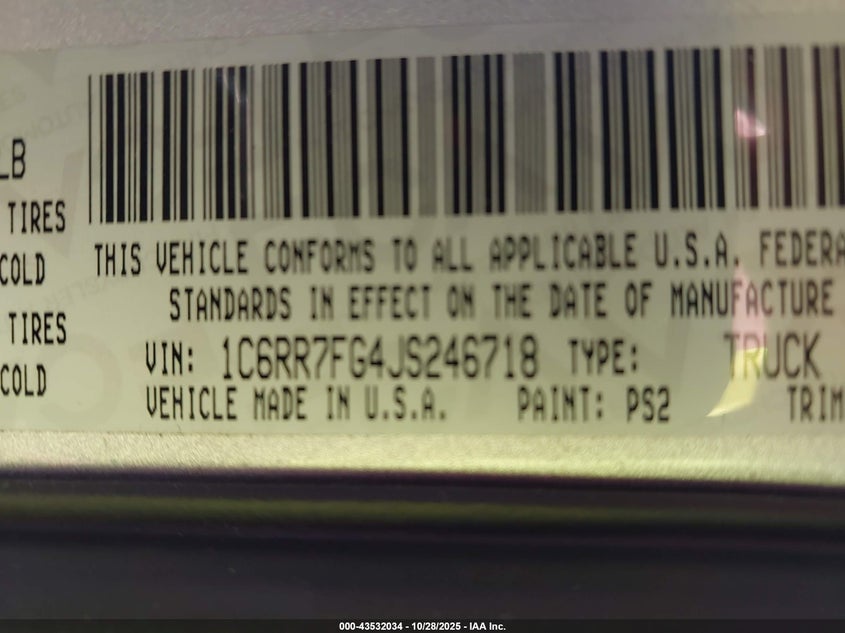 LB
TIRES
COLD
TIRES
COLD
THIS VEHICLE CONFORMS TO ALL APPLICABLE U.S.A. FEDERA
STANDARDS IN EFFECT ON THE DATE OF MANUFACTURE
VIN: 1C6RR7FG4JS246718 TYPE: TRUCK
VEHICLE MADE IN U.S.A. PAINT: PS2 TRIM
000-43532034 - 10/28/2025 - IAA Inc.